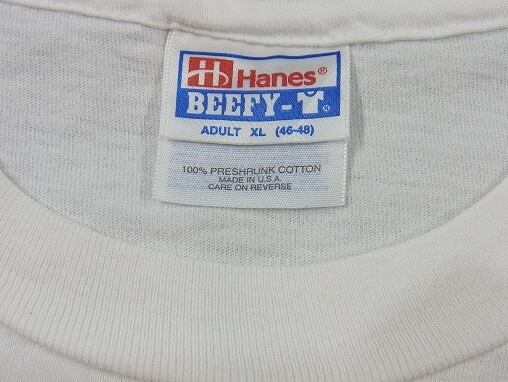 Hanes®
BEEFY-T®
ADULT XL (46-48)
100% PRESHRUNK COTTON
MADE IN U.S.A.
CARE ON REVERSE